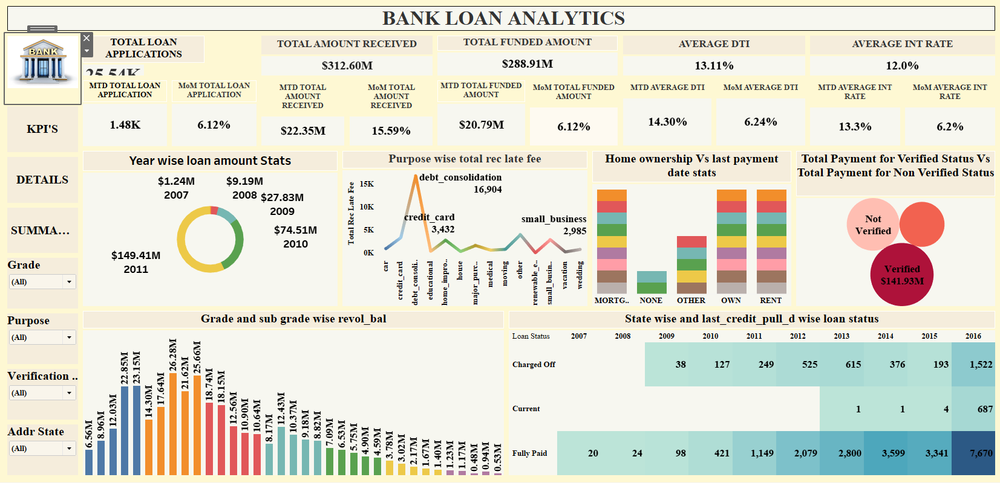 BANK LOAN ANALYTICS
BANK
TOTAL LOAN
APPLICATIONS
25.54K
TOTAL AMOUNT RECEIVED
$312.60M
TOTAL FUNDED AMOUNT
$288.91M
AVERAGE DTI
13.11%
AVERAGE INT RATE
12.0%
MTD TOTAL LOAN
APPLICATION
1.48K
MoM TOTAL LOAN
APPLICATION
6.12%
MTD TOTAL
AMOUNT
RECEIVED
$22.35M
MoM TOTAL
AMOUNT
RECEIVED
15.59%
MTD TOTAL FUNDED
AMOUNT
$20.79M
MoM TOTAL FUNDED
AMOUNT
6.12%
MTD AVERAGE DTI
14.30%
MoM AVERAGE DTI
6.24%
MTD AVERAGE INT
RATE
13.3%
MoM AVERAGE INT
RATE
6.2%
KPI'S
DETAILS
SUMMA...
Grade
(All)
Purpose
(All)
Verification ..
(All)
Addr State
(All)
Year wise loan amount Stats
$1.24M
2007
$9.19M
2008
$27.83M
2009
$74.51M
2010
$149.41M
2011
Purpose wise total rec late fee
Total Rec Late Fee
15K
10K
5K
0K
debt_consolidation
16,904
credit_card
3,432
small_business
2,985
car
credit_card
debt_consoli..
educational
home_impro..
house
major_purc..
medical
moving
other
renewable_e..
small_busin..
vacation
wedding
Home ownership Vs last payment
date stats
MORTG..
NONE
OTHER
OWN
RENT
Total Payment for Verified Status Vs
Total Payment for Non Verified Status
Not
Verified
Verified
$141.93M
Grade and sub grade wise revol_bal
6.56M
8.96M
12.03M
22.85M
23.15M
14.30M
17.64M
26.28M
21.62M
25.66M
18.74M
18.15M
12.56M
10.90M
10.64M
8.17M
12.43M
10.37M
9.18M
8.82M
7.09M
6.53M
5.75M
4.90M
4.59M
3.78M
3.02M
2.17M
1.67M
1.40M
1.23M
1.17M
0.48M
0.94M
0.53M
State wise and last_credit_pull_d wise loan status
Loan Status 2007 2008 2009 2010 2011 2012 2013 2014 2015 2016
Charged Off 38 127 249 525 615 376 193 1,522
Current 1 1 4 687
Fully Paid 20 24 98 421 1,149 2,079 2,800 3,599 3,341 7,670